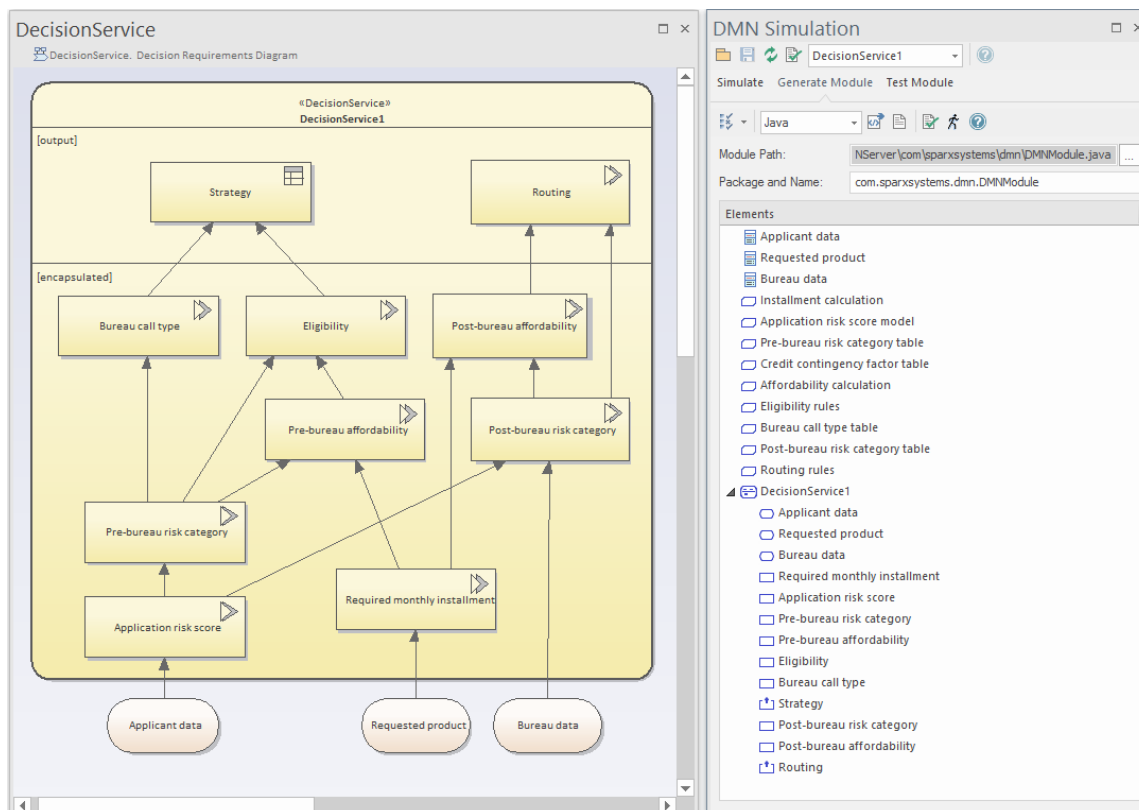 DecisionService
DecisionService. Decision Requirements Diagram
«DecisionService»
DecisionService1
[output]
Strategy
Routing
[encapsulated]
Bureau call type
Eligibility
Post-bureau affordability
Pre-bureau affordability
Post-bureau risk category
Pre-bureau risk category
Required monthly installment
Application risk score
Applicant data
Requested product
Bureau data
DMN Simulation
DecisionService1
Simulate Generate Module Test Module
Java
Module Path: NServer\com\sparxsystems\dmn\DMNModule.java ...
Package and Name: com.sparxsystems.dmn.DMNModule
Elements
Applicant data
Requested product
Bureau data
Installment calculation
Application risk score model
Pre-bureau risk category table
Credit contingency factor table
Affordability calculation
Eligibility rules
Bureau call type table
Post-bureau risk category table
Routing rules
DecisionService1
Applicant data
Requested product
Bureau data
Required monthly installment
Application risk score
Pre-bureau risk category
Pre-bureau affordability
Eligibility
Bureau call type
Strategy
Post-bureau risk category
Post-bureau affordability
Routing